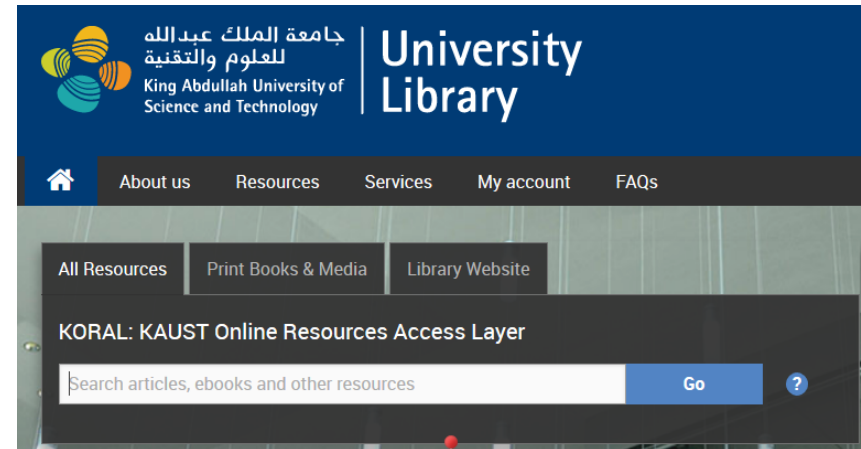 جامعة الملك عبدالله
للعلوم والتقنية
King Abdullah University of
Science and Technology
University
Library
About us Resources Services My account FAQs
All Resources Print Books & Media Library Website
KORAL: KAUST Online Resources Access Layer
Search articles, ebooks and other resources Go ?